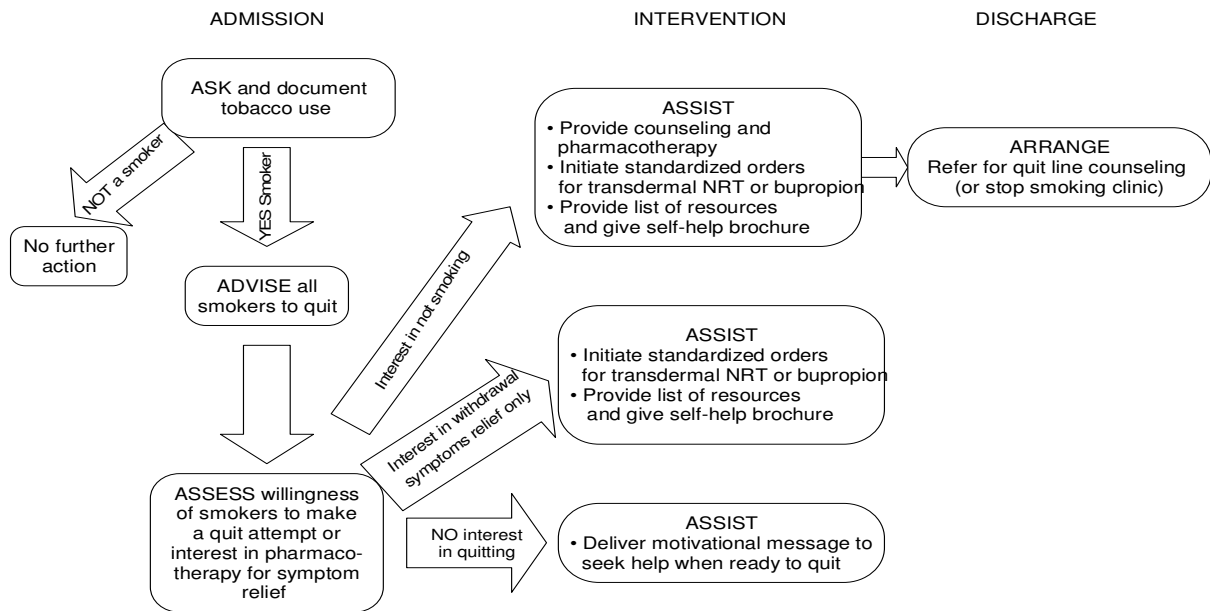 ADMISSION
INTERVENTION
DISCHARGE
ASK and document
tobacco use
NOT a smoker
YES Smoker
No further
action
ADVISE all
smokers to quit
ASSESS willingness
of smokers to make
a quit attempt or
interest in pharmaco-
therapy for symptom
relief
Interest in not smoking
Interest in withdrawal
symptoms relief only
NO interest
in quitting
ASSIST
• Provide counseling and
pharmacotherapy
• Initiate standardized orders
for transdermal NRT or bupropion
• Provide list of resources
and give self-help brochure
ARRANGE
Refer for quit line counseling
(or stop smoking clinic)
ASSIST
• Initiate standardized orders
for transdermal NRT or bupropion
• Provide list of resources
and give self-help brochure
ASSIST
• Deliver motivational message to
seek help when ready to quit